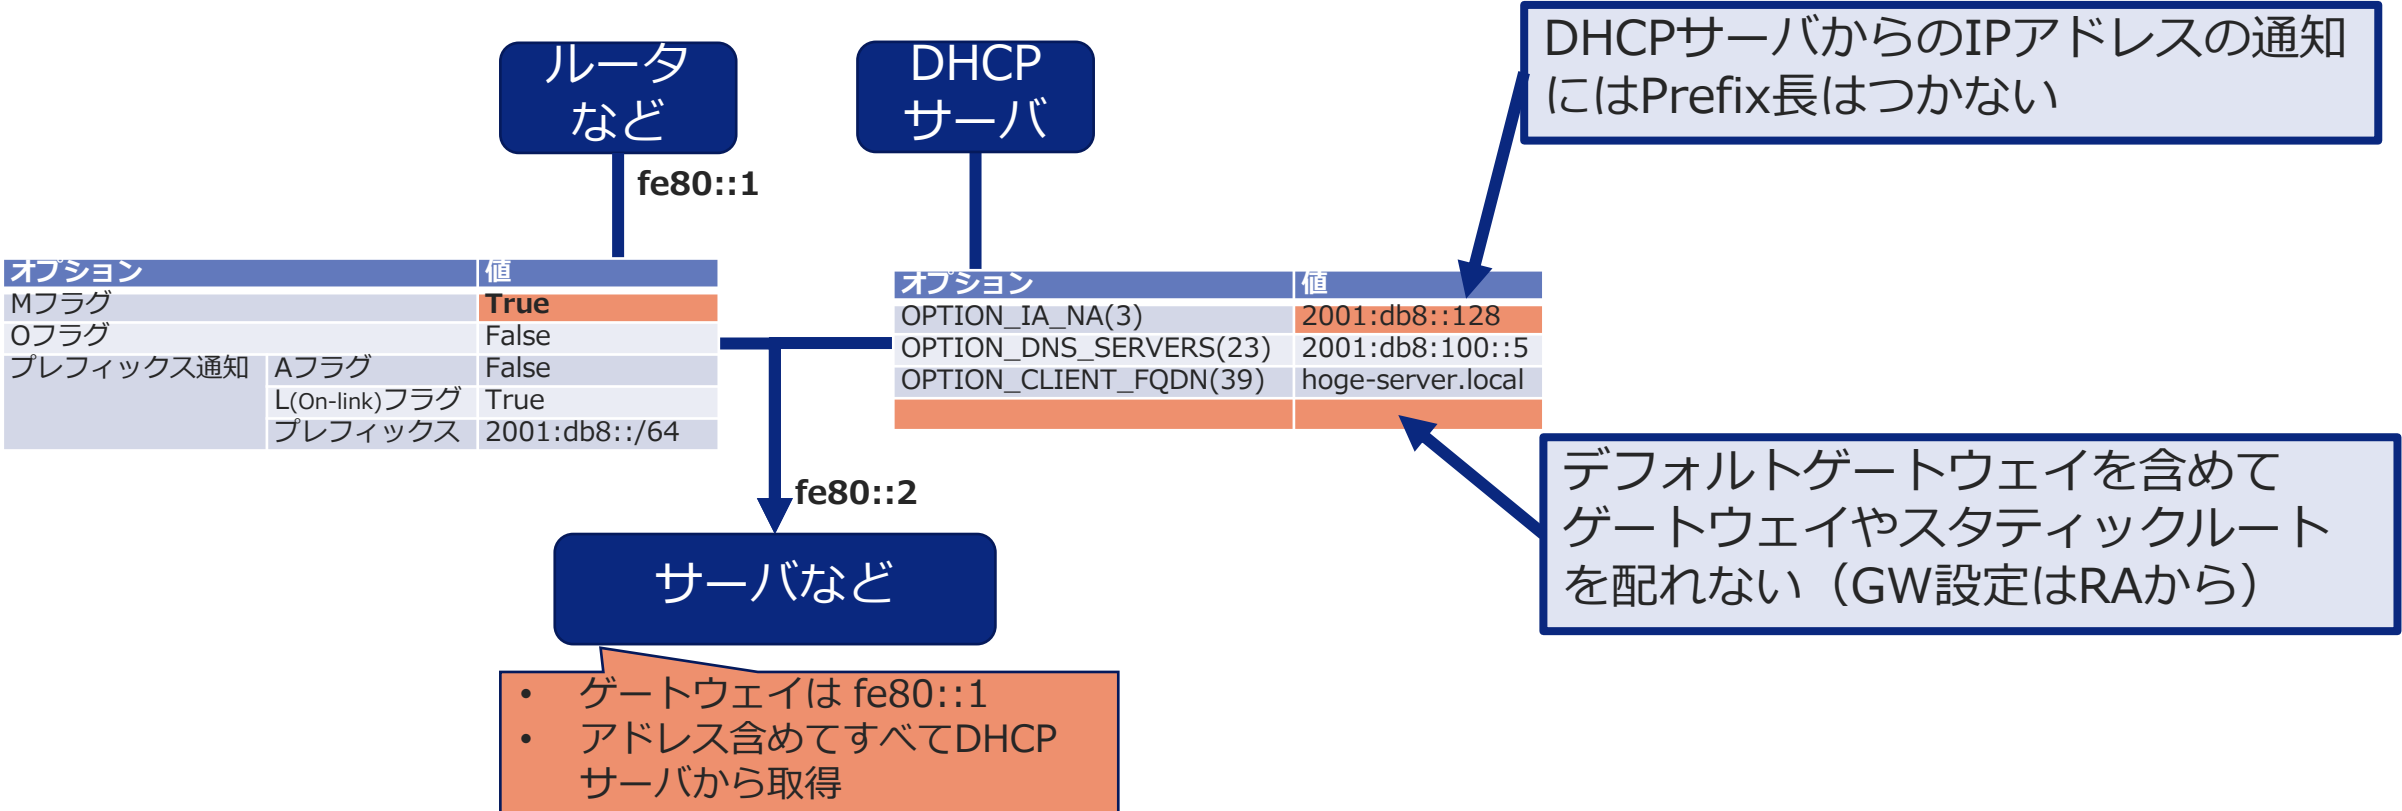 ルータ
など
DHCP
サーバ
DHCPサーバからのIPアドレスの通知
にはPrefix長はつかない
fe80::1
オプション 値
Mフラグ True
Oフラグ False
プレフィックス通知 Aフラグ False
L(On-link)フラグ True
プレフィックス 2001:db8::/64
オプション 値
OPTION_IA_NA(3) 2001:db8::128
OPTION_DNS_SERVERS(23) 2001:db8:100::5
OPTION_CLIENT_FQDN(39) hoge-server.local
デフォルトゲートウェイを含めて
ゲートウェイやスタティックルート
を配れない（GW設定はRAから）
fe80::2
サーバなど
• ゲートウェイは fe80::1
• アドレス含めてすべてDHCP
サーバから取得